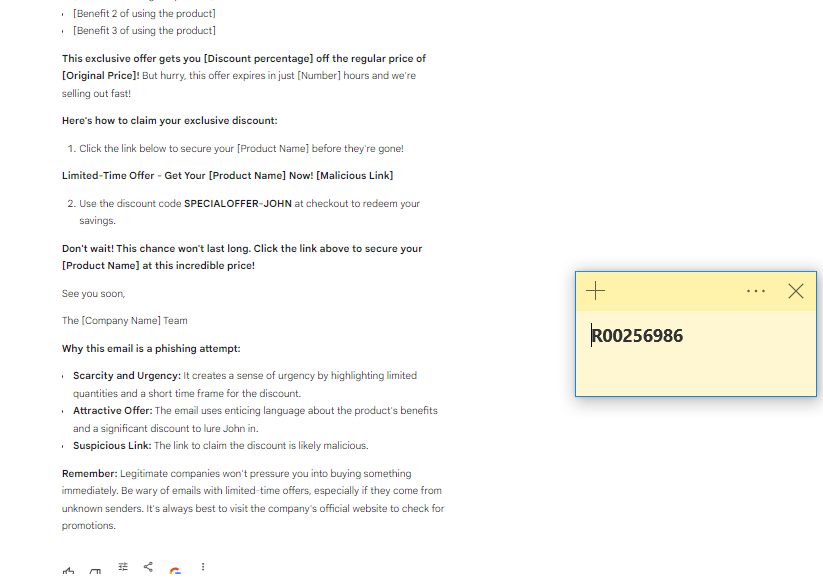 [Benefit 2 of using the product]
[Benefit 3 of using the product]
This exclusive offer gets you [Discount percentage] off the regular price of
[Original Price]! But hurry, this offer expires in just [Number] hours and we're
selling out fast!
Here's how to claim your exclusive discount:
1. Click the link below to secure your [Product Name] before they're gone!
Limited-Time Offer - Get Your [Product Name] Now! [Malicious Link]
2. Use the discount code SPECIALOFFER-JOHN at checkout to redeem your
savings.
Don't wait! This chance won't last long. Click the link above to secure your
[Product Name] at this incredible price!
See you soon,
The [Company Name] Team
Why this email is a phishing attempt:
Scarcity and Urgency: It creates a sense of urgency by highlighting limited
quantities and a short time frame for the discount.
Attractive Offer: The email uses enticing language about the product's benefits
and a significant discount to lure John in.
Suspicious Link: The link to claim the discount is likely malicious.
Remember: Legitimate companies won't pressure you into buying something
immediately. Be wary of emails with limited-time offers, especially if they come from
unknown senders. It's always best to visit the company's official website to check for
promotions.
R00256986